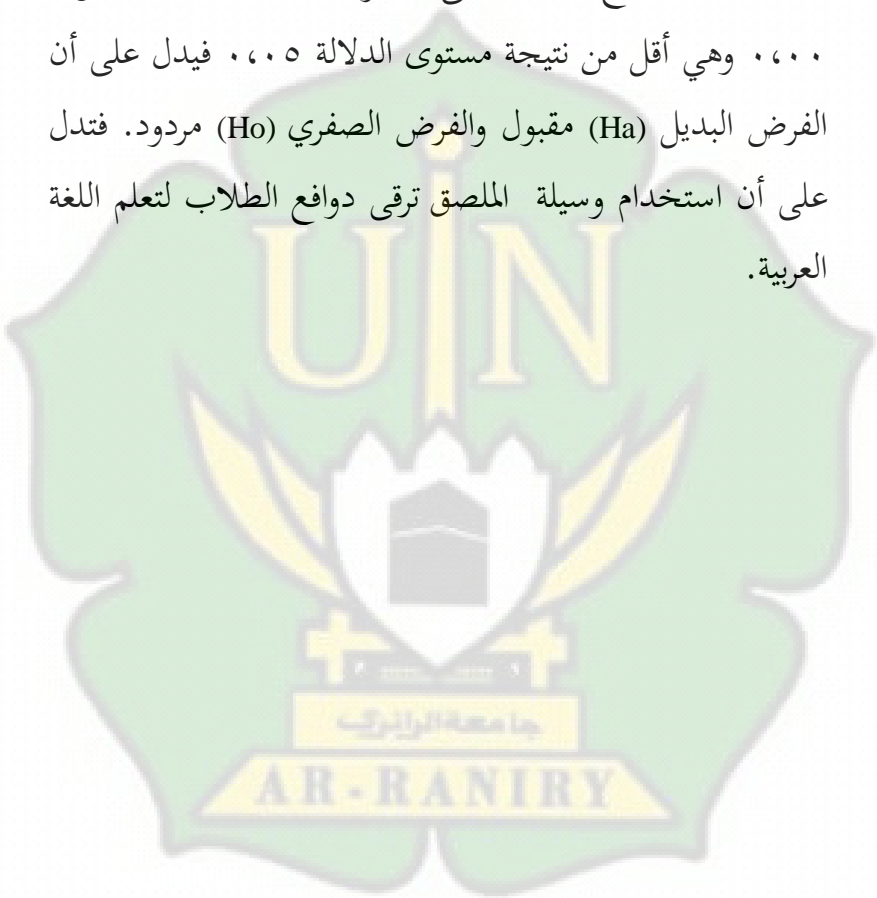 ٠،٠٠ وهي أقل من نتيجة مستوى الدلالة ٠،٠٥ فيدل على أن
الفرض البديل (Ha) مقبول والفرض الصفري (Ho) مردود. فتدل
على أن استخدام وسيلة الملصق ترقى دوافع الطلاب لتعلم اللغة
العربية.
UIN
جامعة الرانري
AR-RANIRY